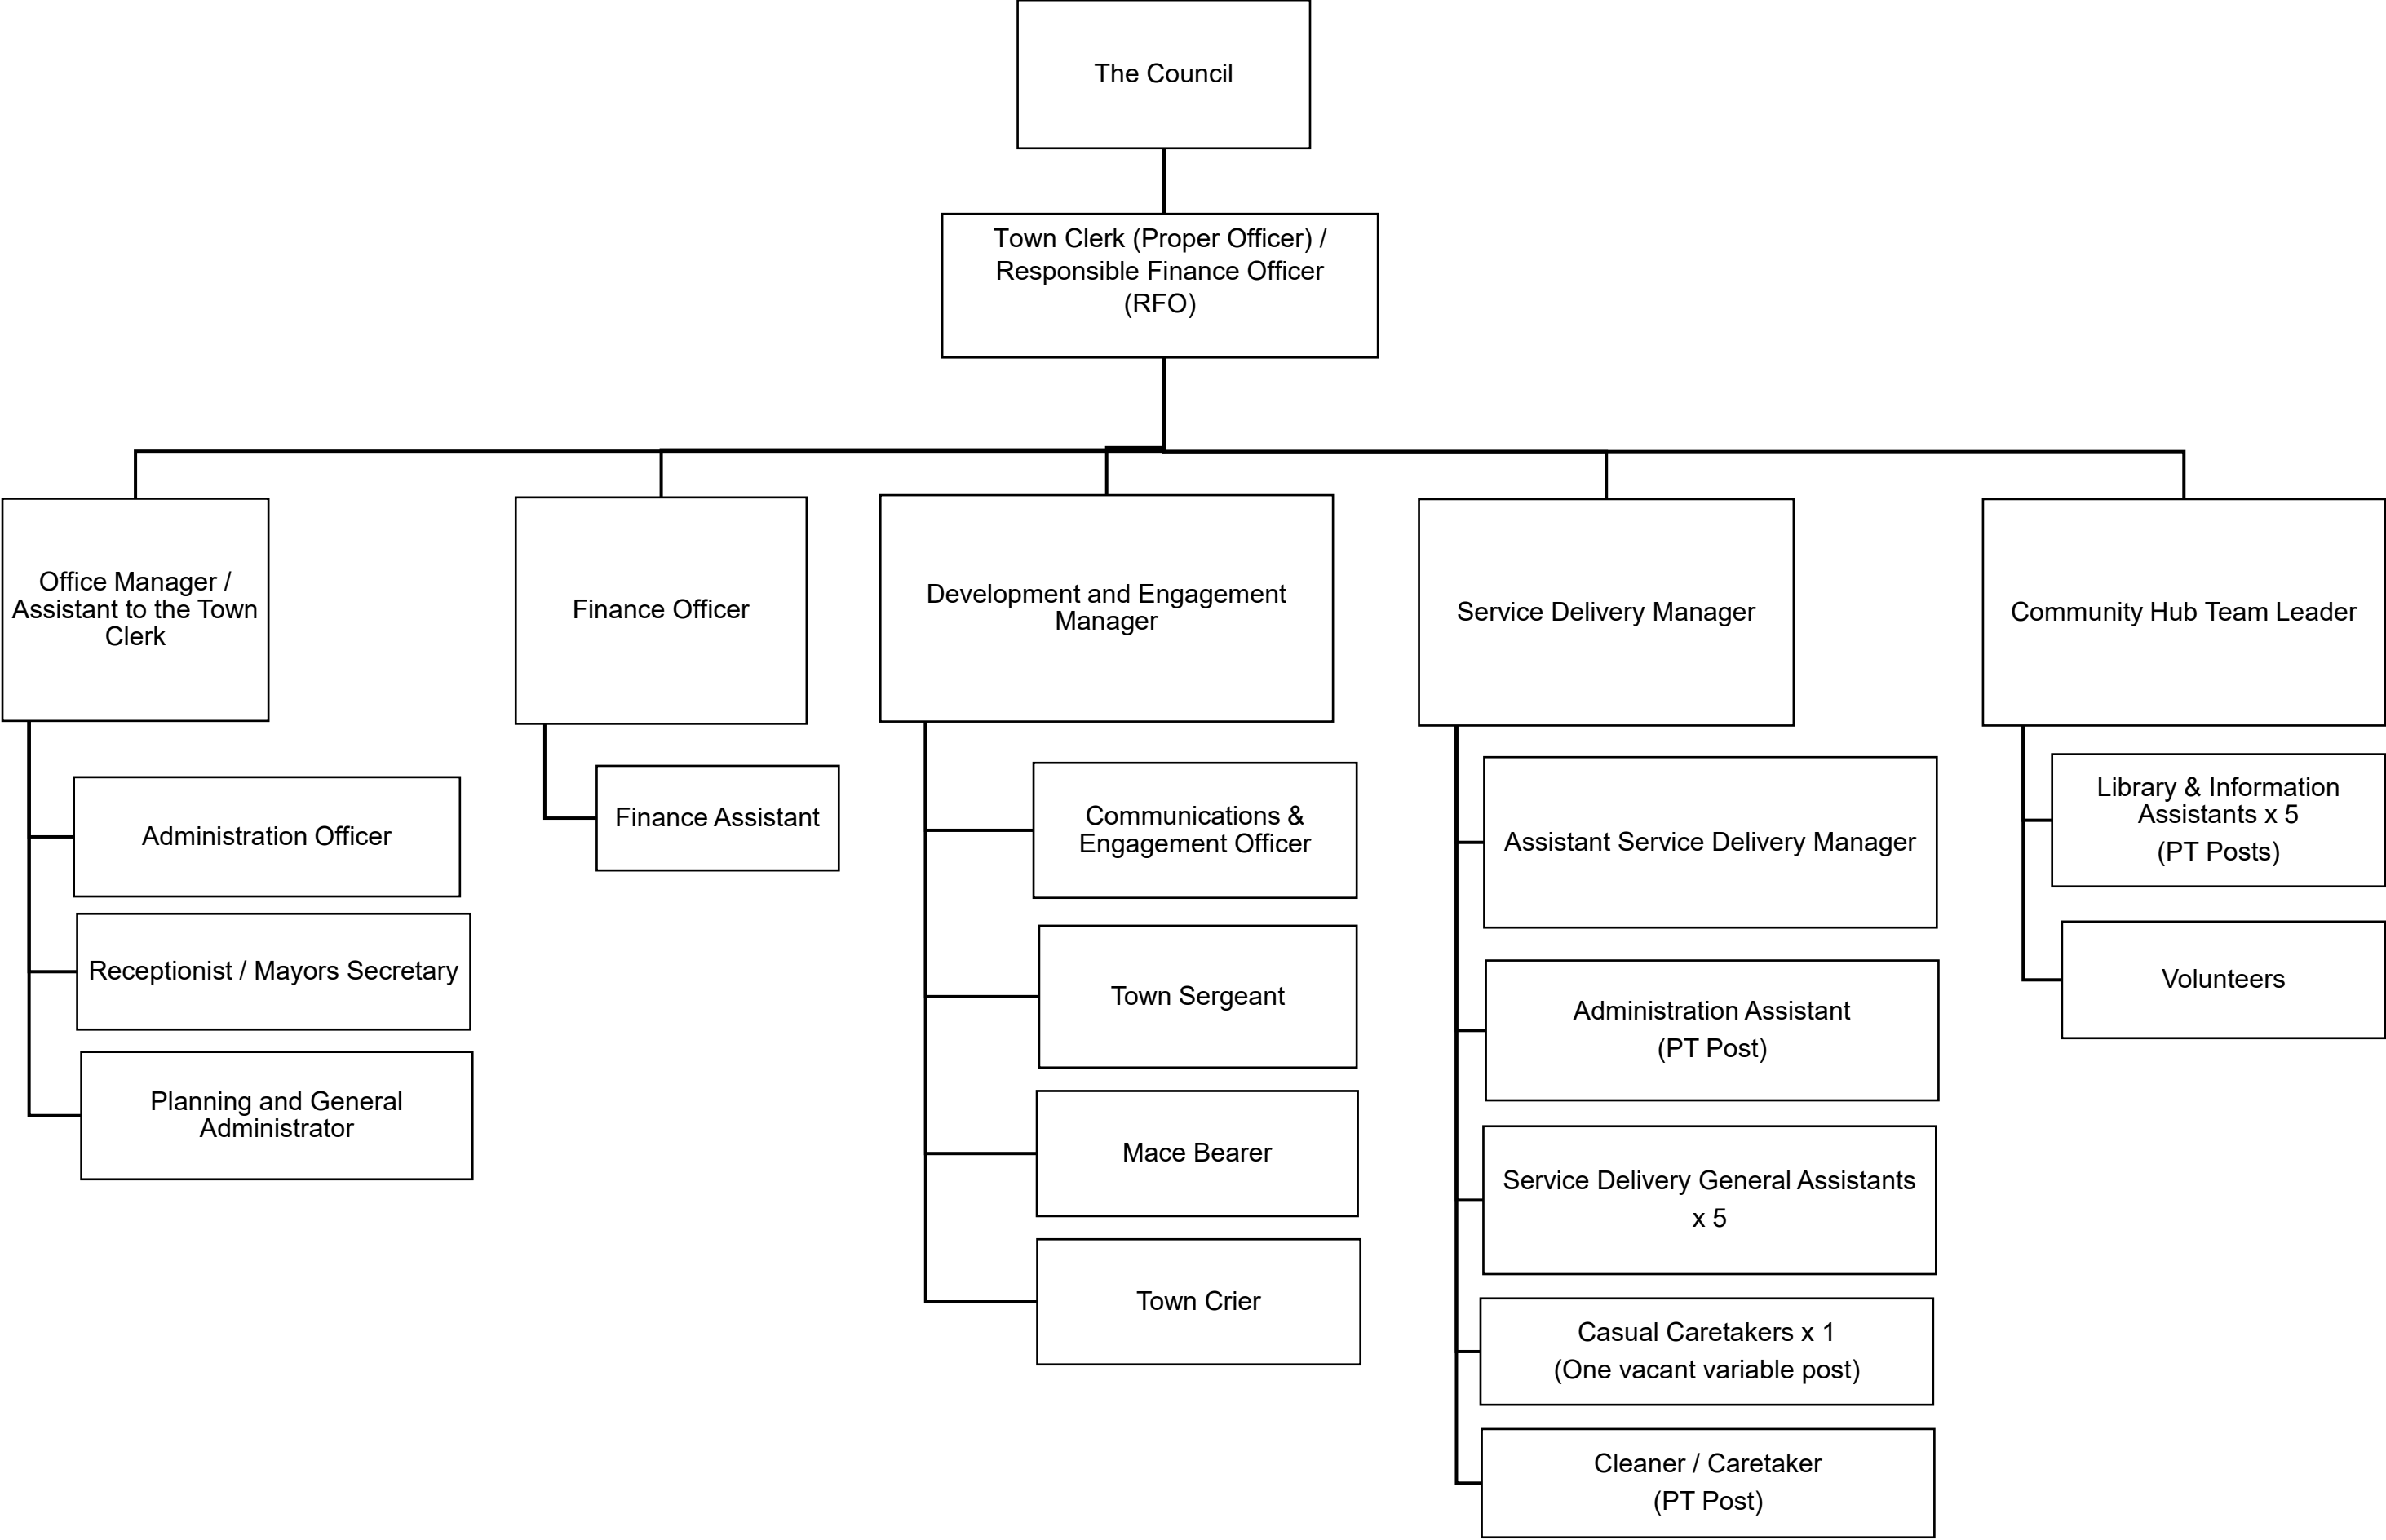 The Council
Town Clerk (Proper Officer) /
Responsible Finance Officer
(RFO)
Office Manager /
Assistant to the Town
Clerk
Finance Officer
Development and Engagement
Manager
Service Delivery Manager
Community Hub Team Leader
Administration Officer
Receptionist / Mayors Secretary
Planning and General
Administrator
Finance Assistant
Communications &
Engagement Officer
Town Sergeant
Mace Bearer
Town Crier
Assistant Service Delivery Manager
Administration Assistant
(PT Post)
Service Delivery General Assistants
x 5
Casual Caretakers x 1
(One vacant variable post)
Cleaner / Caretaker
(PT Post)
Library & Information
Assistants x 5
(PT Posts)
Volunteers